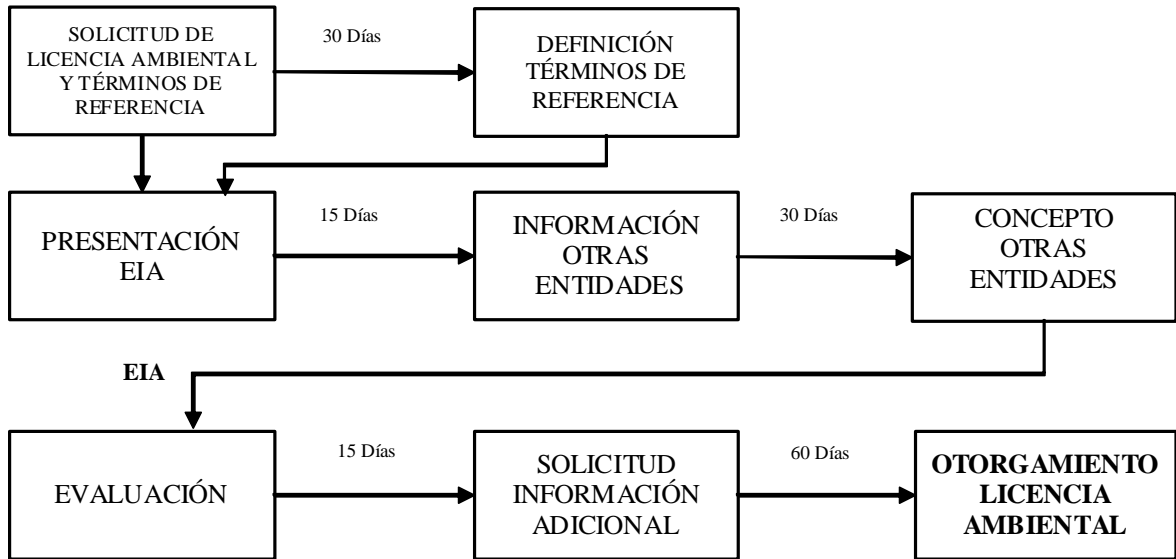 SOLICITUD DE
LICENCIA AMBIENTAL
Y TÉRMINOS DE
REFERENCIA
30 Días
DEFINICIÓN
TÉRMINOS DE
REFERENCIA
PRESENTACIÓN
EIA
15 Días
INFORMACIÓN
OTRAS
ENTIDADES
30 Días
CONCEPTO
OTRAS
ENTIDADES
EIA
EVALUACIÓN
15 Días
SOLICITUD
INFORMACIÓN
ADICIONAL
60 Días
OTORGAMIENTO
LICENCIA
AMBIENTAL